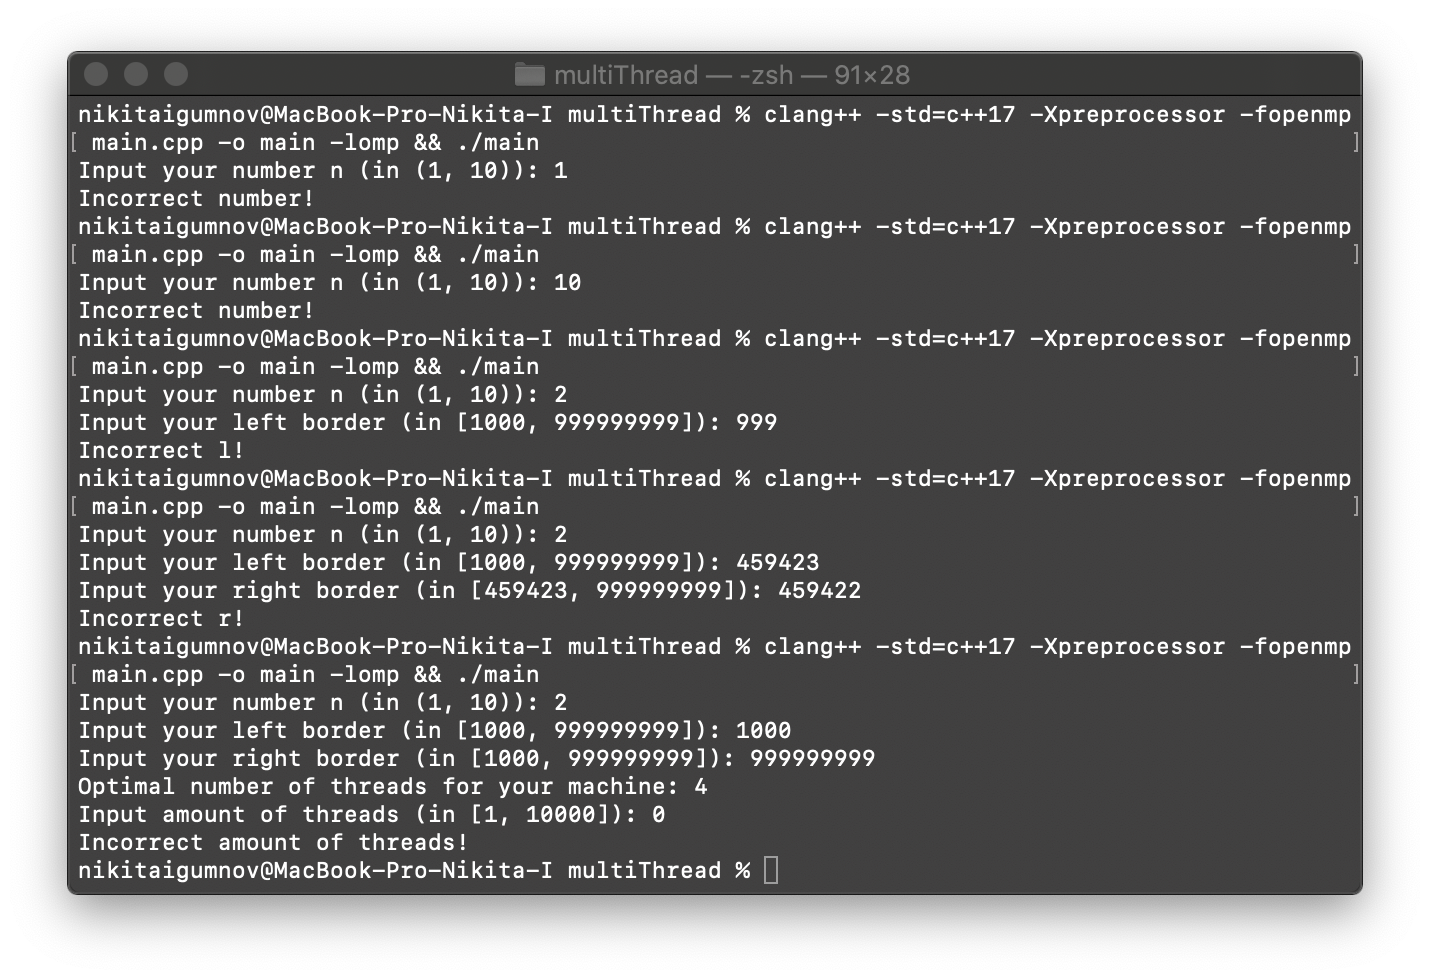 multiThread — -zsh — 91×28
nikitaigumnov@MacBook-Pro-Nikita-I multiThread % clang++ -std=c++17 -Xpreprocessor -fopenmp
[ main.cpp -o main -lomp && ./main ]
Input your number n (in (1, 10)): 1
Incorrect number!
nikitaigumnov@MacBook-Pro-Nikita-I multiThread % clang++ -std=c++17 -Xpreprocessor -fopenmp
[ main.cpp -o main -lomp && ./main ]
Input your number n (in (1, 10)): 10
Incorrect number!
nikitaigumnov@MacBook-Pro-Nikita-I multiThread % clang++ -std=c++17 -Xpreprocessor -fopenmp
[ main.cpp -o main -lomp && ./main ]
Input your number n (in (1, 10)): 2
Input your left border (in [1000, 999999999]): 999
Incorrect l!
nikitaigumnov@MacBook-Pro-Nikita-I multiThread % clang++ -std=c++17 -Xpreprocessor -fopenmp
[ main.cpp -o main -lomp && ./main ]
Input your number n (in (1, 10)): 2
Input your left border (in [1000, 999999999]): 459423
Input your right border (in [459423, 999999999]): 459422
Incorrect r!
nikitaigumnov@MacBook-Pro-Nikita-I multiThread % clang++ -std=c++17 -Xpreprocessor -fopenmp
[ main.cpp -o main -lomp && ./main ]
Input your number n (in (1, 10)): 2
Input your left border (in [1000, 999999999]): 1000
Input your right border (in [1000, 999999999]): 999999999
Optimal number of threads for your machine: 4
Input amount of threads (in [1, 10000]): 0
Incorrect amount of threads!
nikitaigumnov@MacBook-Pro-Nikita-I multiThread %